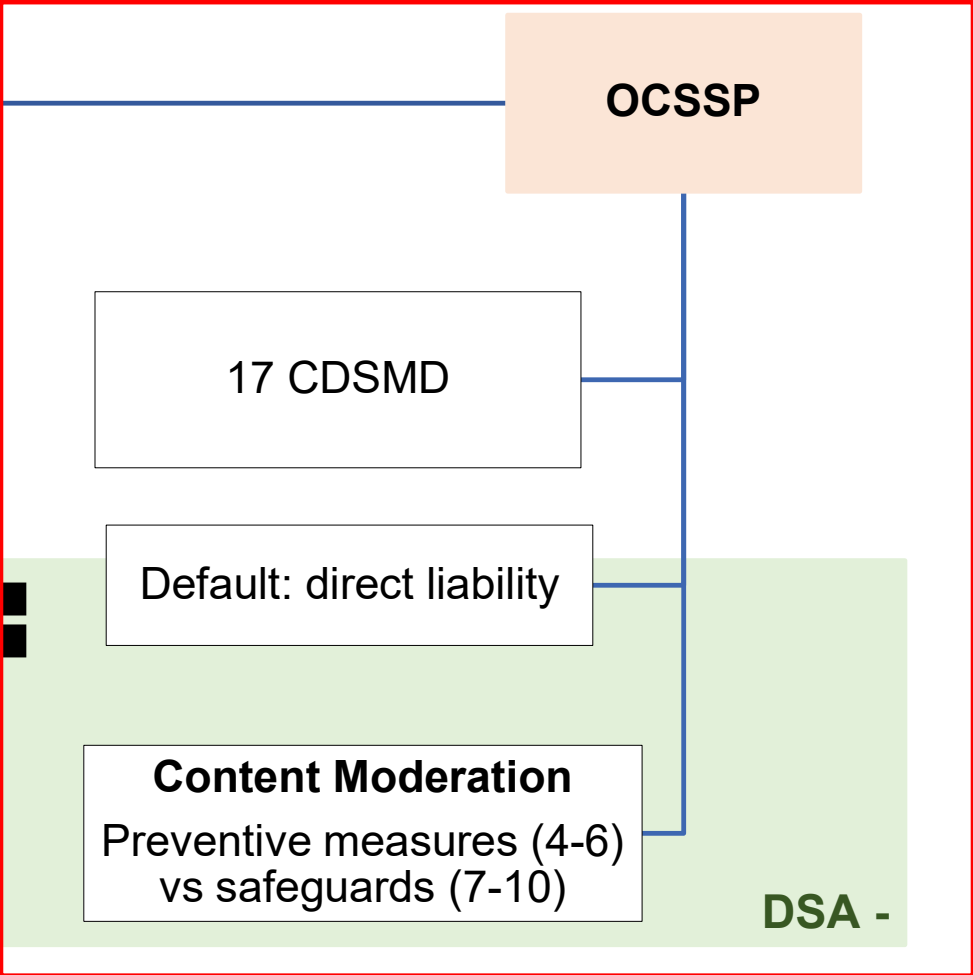 OCSSP
17 CDSMD
Default: direct liability
Content Moderation
Preventive measures (4-6)
vs safeguards (7-10)
DSA -